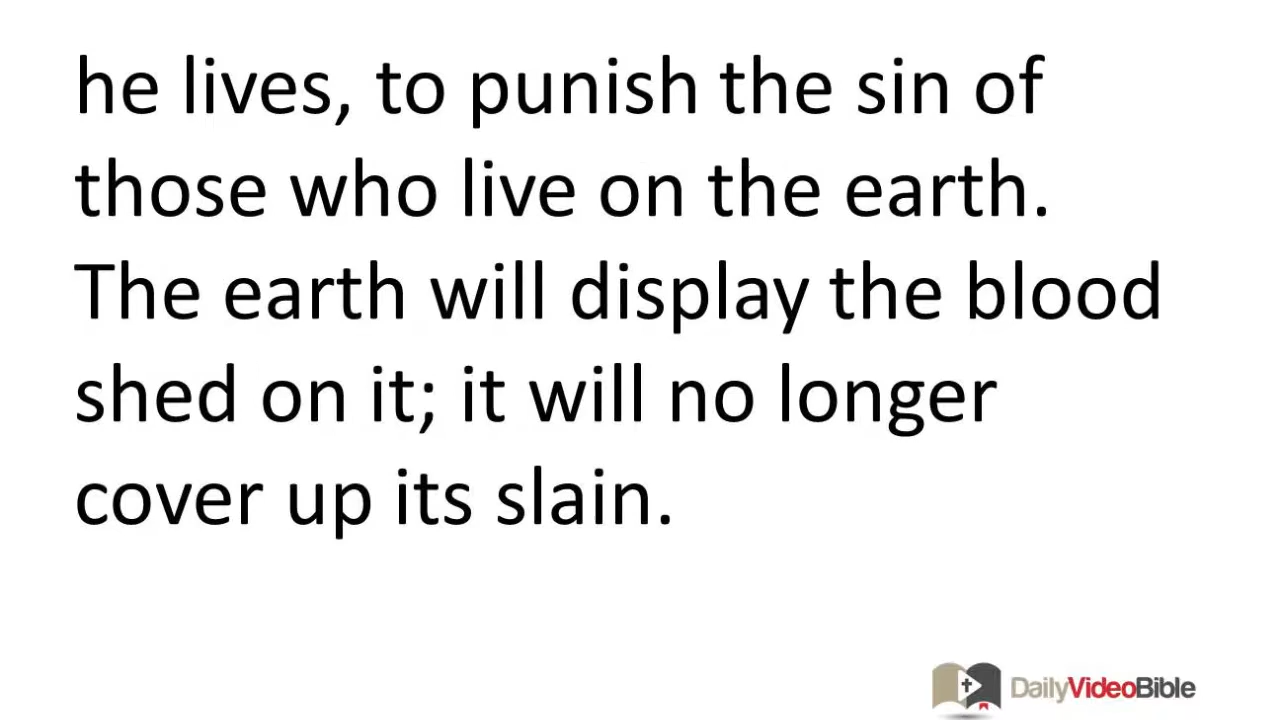 he lives, to punish the sin of
those who live on the earth.
The earth will display the blood
shed on it; it will no longer
cover up its slain.
DailyVideoBible